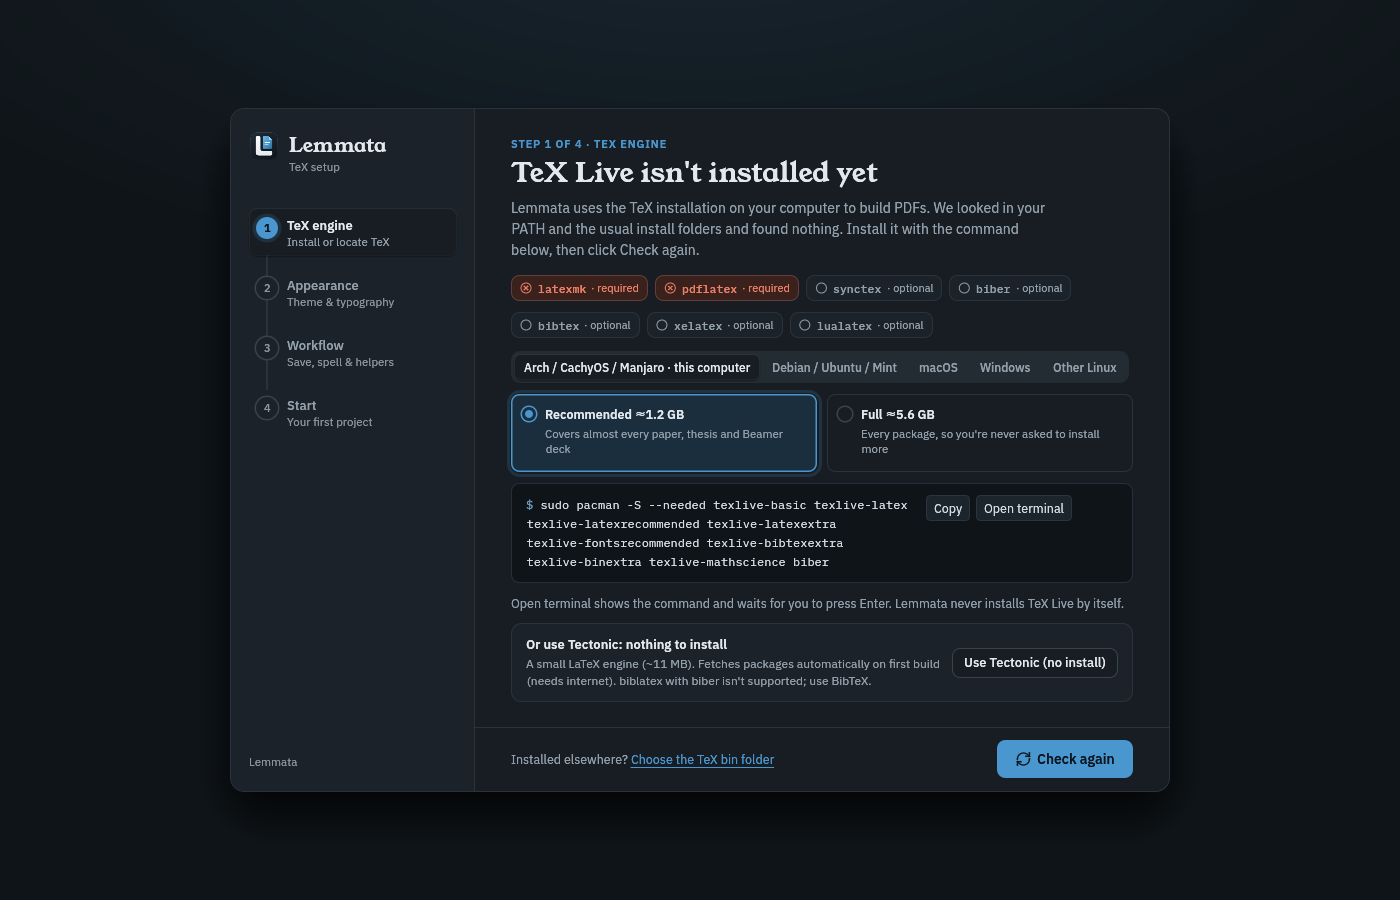 Lemmata
TeX setup
1
TeX engine
Install or locate TeX
2
Appearance
Theme & typography
3
Workflow
Save, spell & helpers
4
Start
Your first project
Lemmata
STEP 1 OF 4 · TEX ENGINE
TeX Live isn't installed yet
Lemmata uses the TeX installation on your computer to build PDFs. We looked in your
PATH and the usual install folders and found nothing. Install it with the command
below, then click Check again.
latexmk · required
pdflatex · required
synctex · optional
biber · optional
bibtex · optional
xelatex · optional
lualatex · optional
Arch / CachyOS / Manjaro · this computer
Debian / Ubuntu / Mint
macOS
Windows
Other Linux
Recommended ≈1.2 GB
Covers almost every paper, thesis and Beamer
deck
Full ≈5.6 GB
Every package, so you're never asked to install
more
$ sudo pacman -S --needed texlive-basic texlive-latex
texlive-latexrecommended texlive-latexextra
texlive-fontsrecommended texlive-bibtexextra
texlive-binextra texlive-mathscience biber
Copy
Open terminal
Open terminal shows the command and waits for you to press Enter. Lemmata never installs TeX Live by itself.
Or use Tectonic: nothing to install
A small LaTeX engine (~11 MB). Fetches packages automatically on first build
(needs internet). biblatex with biber isn't supported; use BibTeX.
Use Tectonic (no install)
Installed elsewhere? Choose the TeX bin folder
Check again